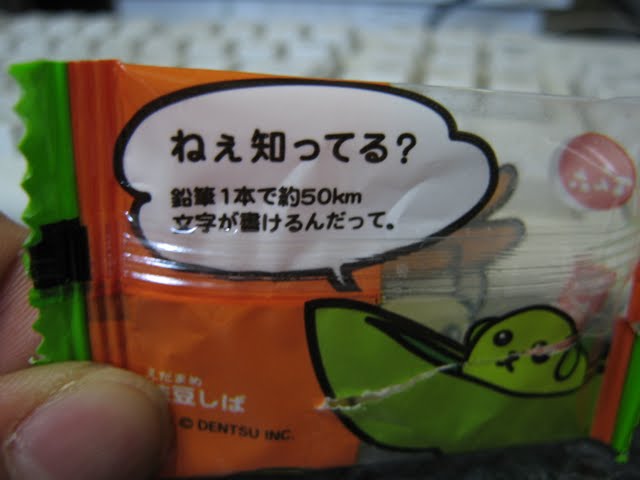 ねぇ知ってる?
鉛筆1本で約50km
文字が書けるんだって。
えだまめ
豆しば
© DENTSU INC.